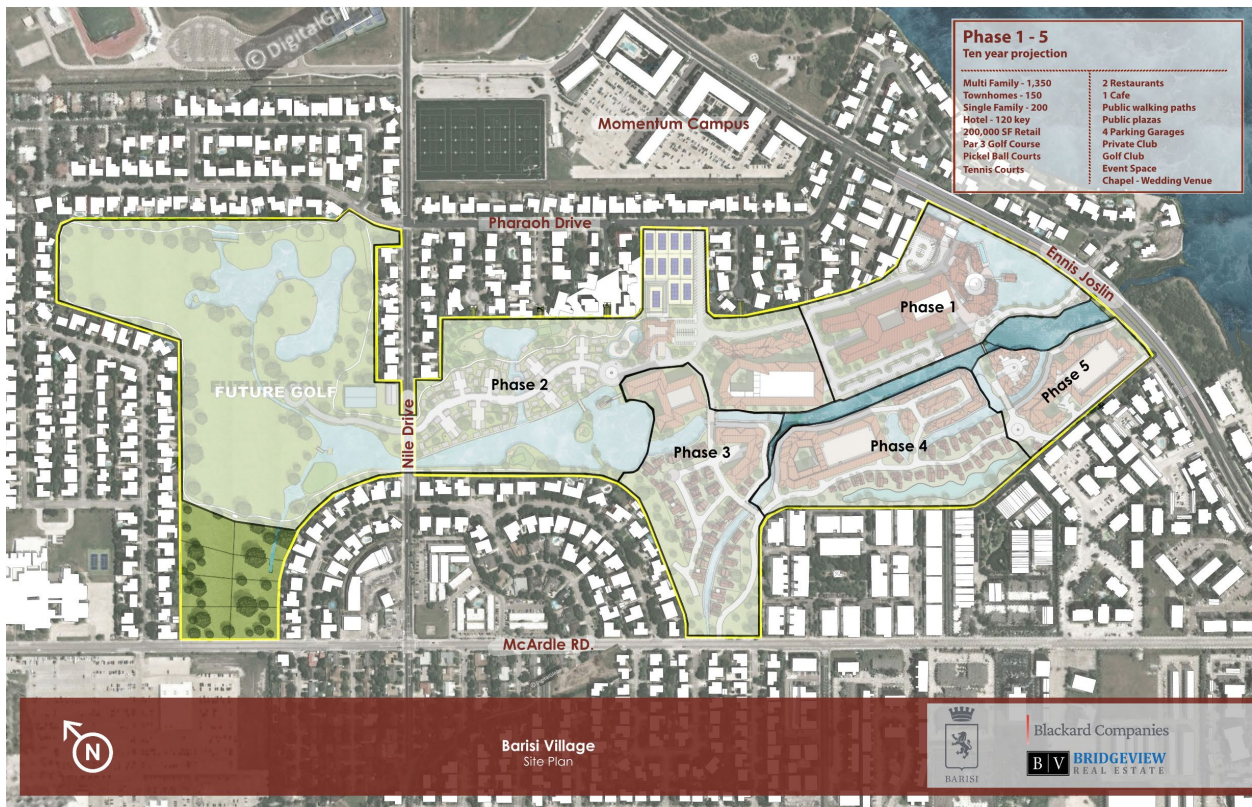 © DigitalGl
Phase 1 - 5
Ten year projection
Multi Family - 1,350
Townhomes - 150
Single Family - 200
Hotel - 120 key
200,000 SF Retail
Par 3 Golf Course
Pickel Ball Courts
Tennis Courts
2 Restaurants
1 Cafe
Public walking paths
Public plazas
4 Parking Garages
Private Club
Golf Club
Event Space
Chapel - Wedding Venue
Momentum Campus
Pharaoh Drive
Ennis Joslin
Phase 1
Phase 2
Phase 5
FUTURE GOLF
Nile Drive
Phase 3
Phase 4
McArdle RD.
N
Barisi Village
Site Plan
BARISI
Blackard Companies
B V BRIDGEVIEW
REAL ESTATE